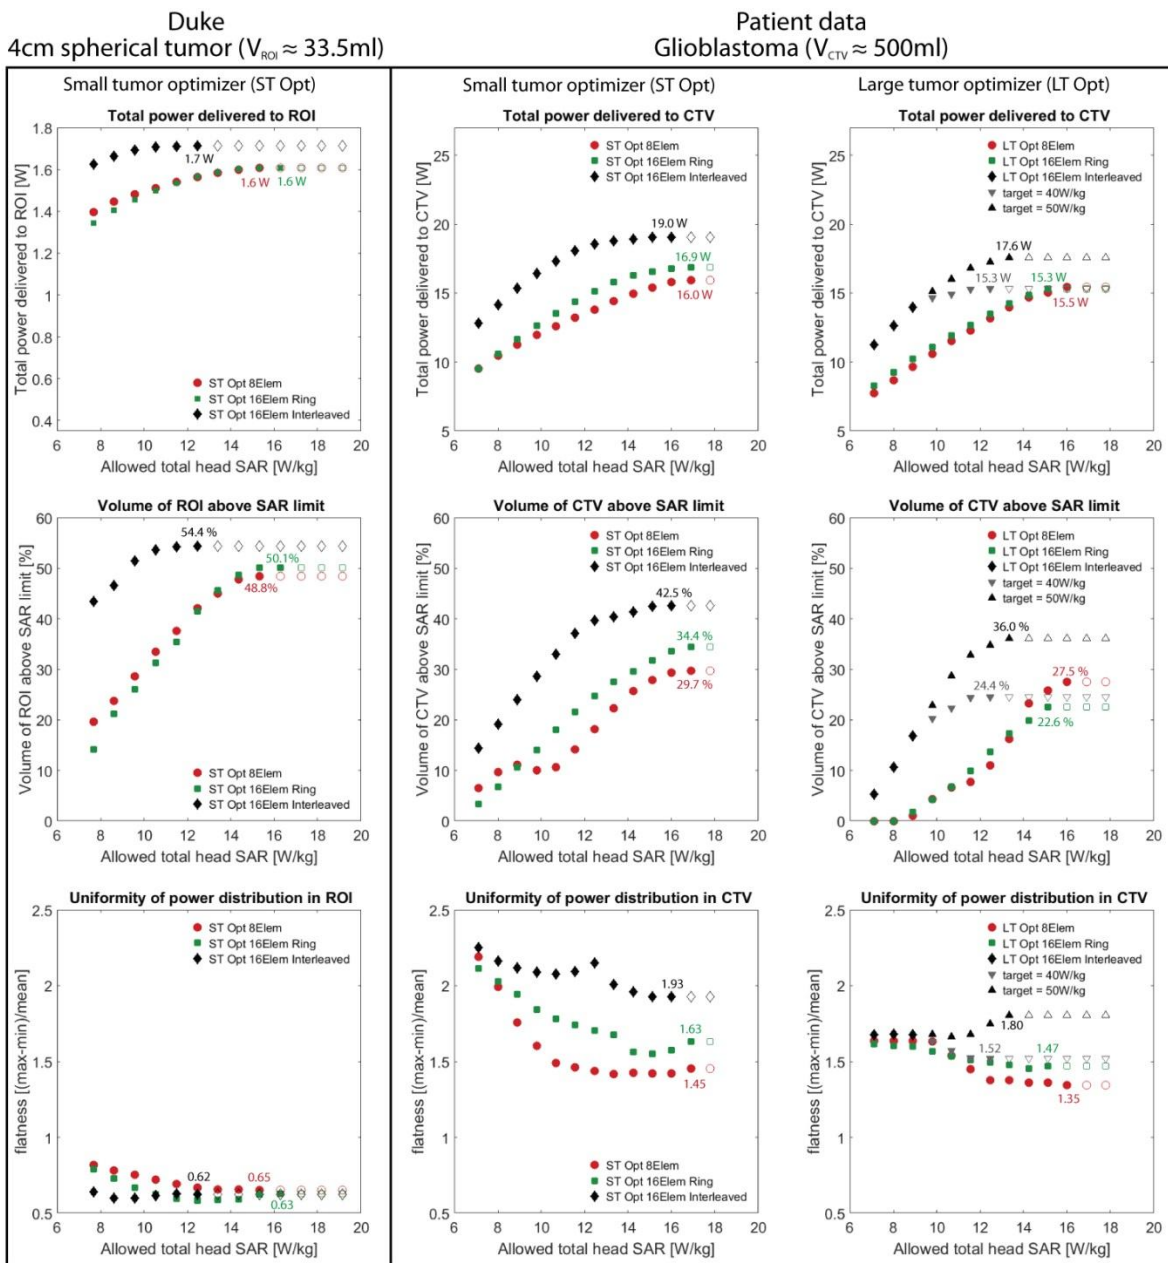 Duke
4cm spherical tumor (VROI ≈ 33.5ml)
Patient data
Glioblastoma (VCTV ≈ 500ml)
Small tumor optimizer (ST Opt)
Total power delivered to ROI
Total power delivered to ROI [W]
1.8
1.6
1.4
1.2
1
0.8
0.6
0.4
1.7 W
1.6 W
1.6 W
ST Opt 8Elem
ST Opt 16Elem Ring
ST Opt 16Elem Interleaved
6 8 10 12 14 16 18 20
Allowed total head SAR [W/kg]
Small tumor optimizer (ST Opt)
Total power delivered to CTV
Total power delivered to CTV [W]
25
20
15
10
5
ST Opt 8Elem
ST Opt 16Elem Ring
ST Opt 16Elem Interleaved
19.0 W
16.9 W
16.0 W
6 8 10 12 14 16 18 20
Allowed total head SAR [W/kg]
Large tumor optimizer (LT Opt)
Total power delivered to CTV
Total power delivered to CTV [W]
25
20
15
10
5
LT Opt 8Elem
LT Opt 16Elem Ring
LT Opt 16Elem Interleaved
target = 40W/kg
target = 50W/kg
17.6 W
15.3 W
15.3 W
15.5 W
6 8 10 12 14 16 18 20
Allowed total head SAR [W/kg]
Volume of ROI above SAR limit
Volume of ROI above SAR limit [%]
60
50
40
30
20
10
0
54.4 %
50.1%
48.8%
ST Opt 8Elem
ST Opt 16Elem Ring
ST Opt 16Elem Interleaved
6 8 10 12 14 16 18 20
Allowed total head SAR [W/kg]
Volume of CTV above SAR limit
Volume of CTV above SAR limit [%]
60
50
40
30
20
10
0
ST Opt 8Elem
ST Opt 16Elem Ring
ST Opt 16Elem Interleaved
42.5 %
34.4 %
29.7 %
6 8 10 12 14 16 18 20
Allowed total head SAR [W/kg]
Volume of CTV above SAR limit
Volume of CTV above SAR limit [%]
60
50
40
30
20
10
0
LT Opt 8Elem
LT Opt 16Elem Ring
LT Opt 16Elem Interleaved
target = 40W/kg
target = 50W/kg
36.0 %
27.5 %
24.4 %
22.6 %
6 8 10 12 14 16 18 20
Allowed total head SAR [W/kg]
Uniformity of power distribution in ROI
flatness [(max-min)/mean]
2.5
2
1.5
1
0.5
ST Opt 8Elem
ST Opt 16Elem Ring
ST Opt 16Elem Interleaved
0.62
0.65
0.63
6 8 10 12 14 16 18 20
Allowed total head SAR [W/kg]
Uniformity of power distribution in CTV
flatness [(max-min)/mean]
2.5
2
1.5
1
0.5
1.93
1.63
1.45
ST Opt 8Elem
ST Opt 16Elem Ring
ST Opt 16Elem Interleaved
6 8 10 12 14 16 18 20
Allowed total head SAR [W/kg]
Uniformity of power distribution in CTV
flatness [(max-min)/mean]
2.5
2
1.5
1
0.5
LT Opt 8Elem
LT Opt 16Elem Ring
LT Opt 16Elem Interleaved
target = 40W/kg
target = 50W/kg
1.80
1.52
1.47
1.35
6 8 10 12 14 16 18 20
Allowed total head SAR [W/kg]